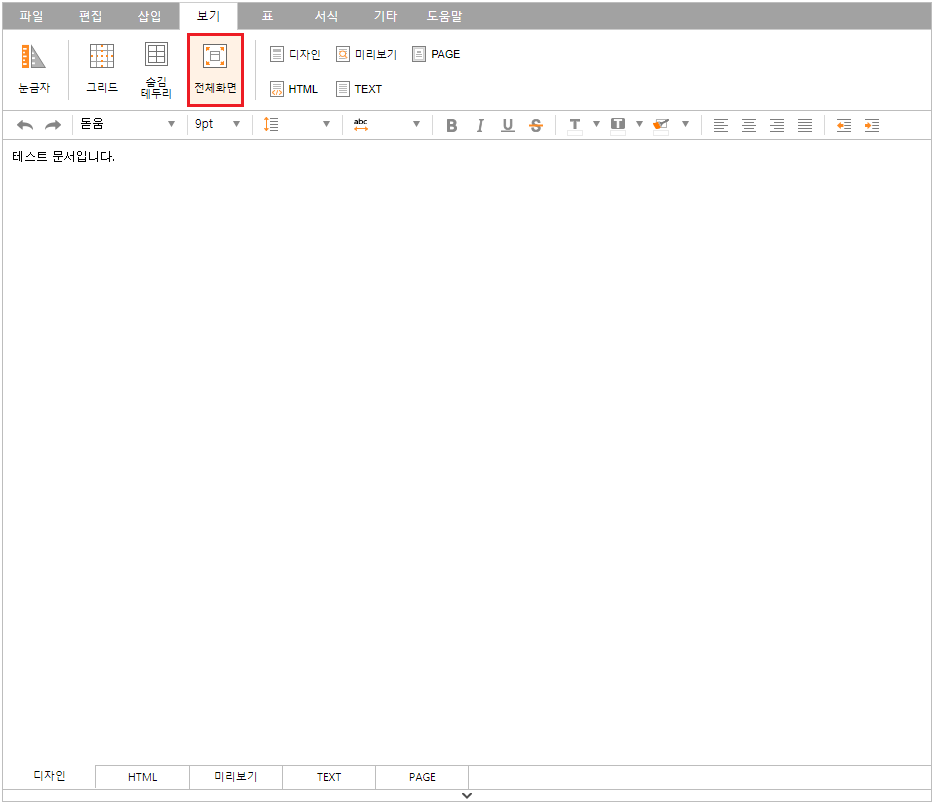 파일 편집 삽입 보기 표 서식 기타 도움말
눈금자 그리드 숨김 테두리 전체화면
디자인 미리보기 PAGE
HTML TEXT
돋움 9pt abc B I U S T T
테스트 문서입니다.
디자인 HTML 미리보기 TEXT PAGE